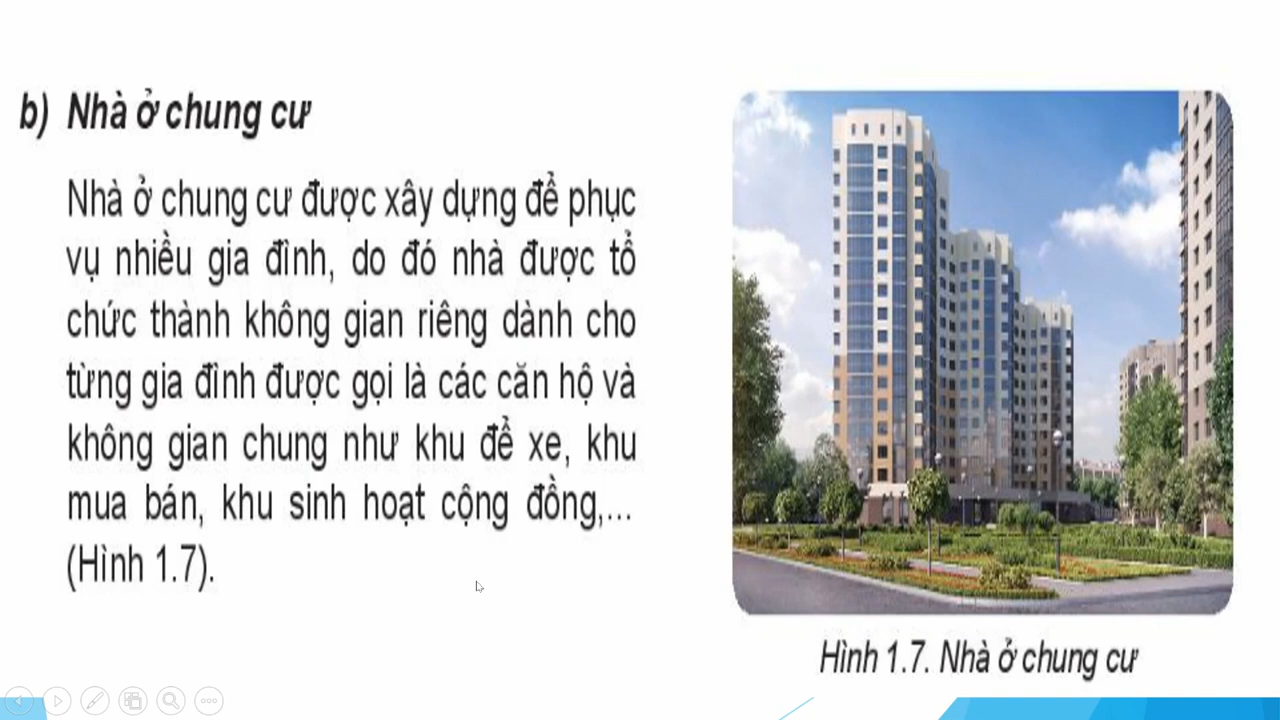 b) Nhà ở chung cư
Nhà ở chung cư được xây dựng để phục
vụ nhiều gia đình, do đó nhà được tổ
chức thành không gian riêng dành cho
từng gia đình được gọi là các căn hộ và
không gian chung như khu để xe, khu
mua bán, khu sinh hoạt cộng đồng,...
(Hình 1.7).
Hình 1.7. Nhà ở chung cư